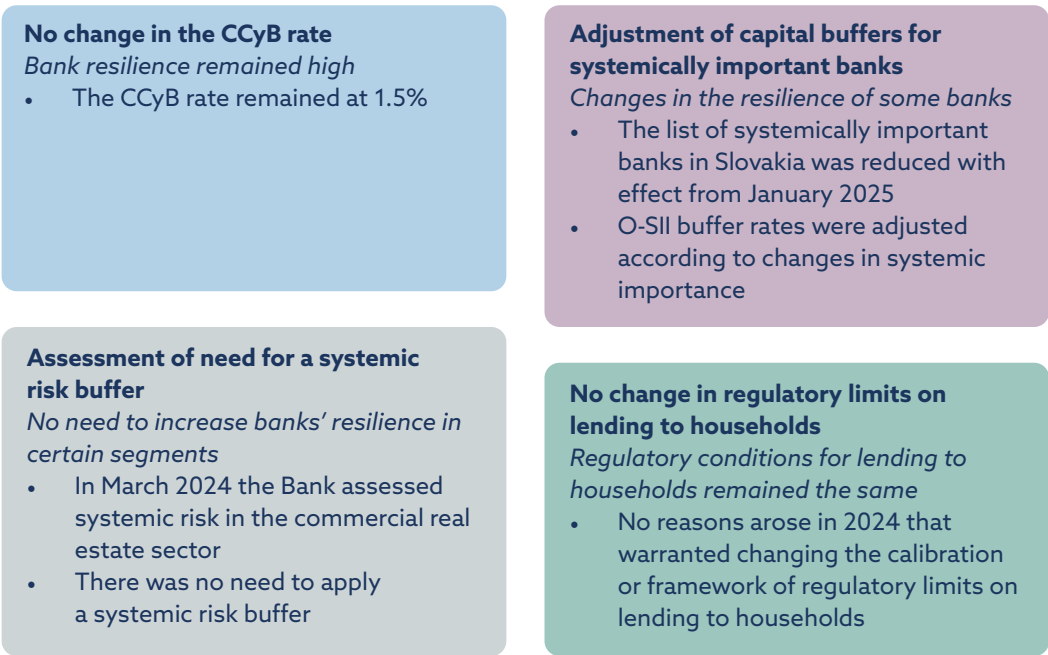 No change in the CCyB rate
Bank resilience remained high
• The CCyB rate remained at 1.5%
Adjustment of capital buffers for
systemically important banks
Changes in the resilience of some banks
• The list of systemically important
banks in Slovakia was reduced with
effect from January 2025
• O-SII buffer rates were adjusted
according to changes in systemic
importance
Assessment of need for a systemic
risk buffer
No need to increase banks’ resilience in
certain segments
• In March 2024 the Bank assessed
systemic risk in the commercial real
estate sector
• There was no need to apply
a systemic risk buffer
No change in regulatory limits on
lending to households
Regulatory conditions for lending to
households remained the same
• No reasons arose in 2024 that
warranted changing the calibration
or framework of regulatory limits on
lending to households